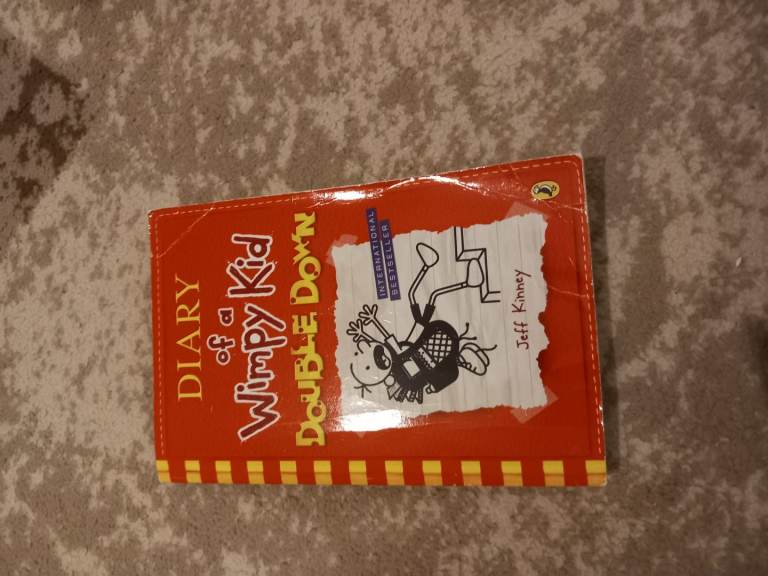 DIARY
of a
Wimpy Kid
DOUBLE DOWN
INTERNATIONAL
BESTSELLER
Jeff Kinney